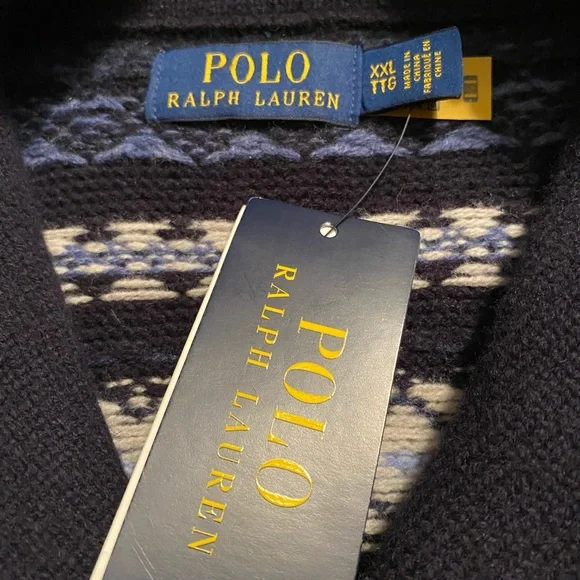 POLO
RALPH LAUREN
XXL
TTG
MADE IN
CHINA
FABRIQUÉ EN
CHINE
POLO
RALPH LAUREN